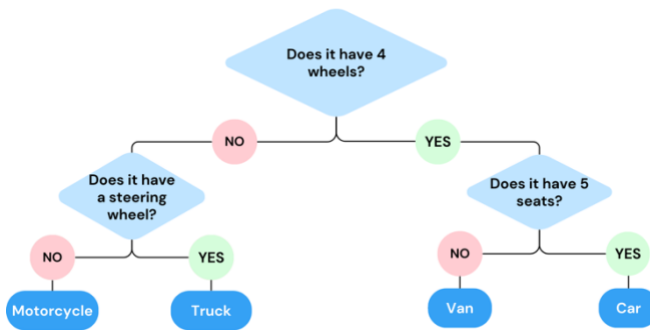 Does it have 4
wheels?
NO
YES
Does it have
a steering
wheel?
Does it have 5
seats?
NO
YES
NO
YES
Motorcycle
Truck
Van
Car